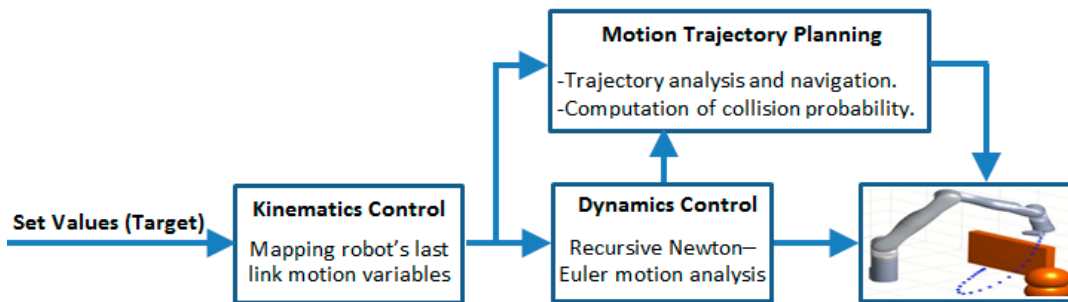 Motion Trajectory Planning
-Trajectory analysis and navigation.
-Computation of collision probability.
Set Values (Target)
Kinematics Control
Mapping robot's last
link motion variables
Dynamics Control
Recursive Newton—
Euler motion analysis